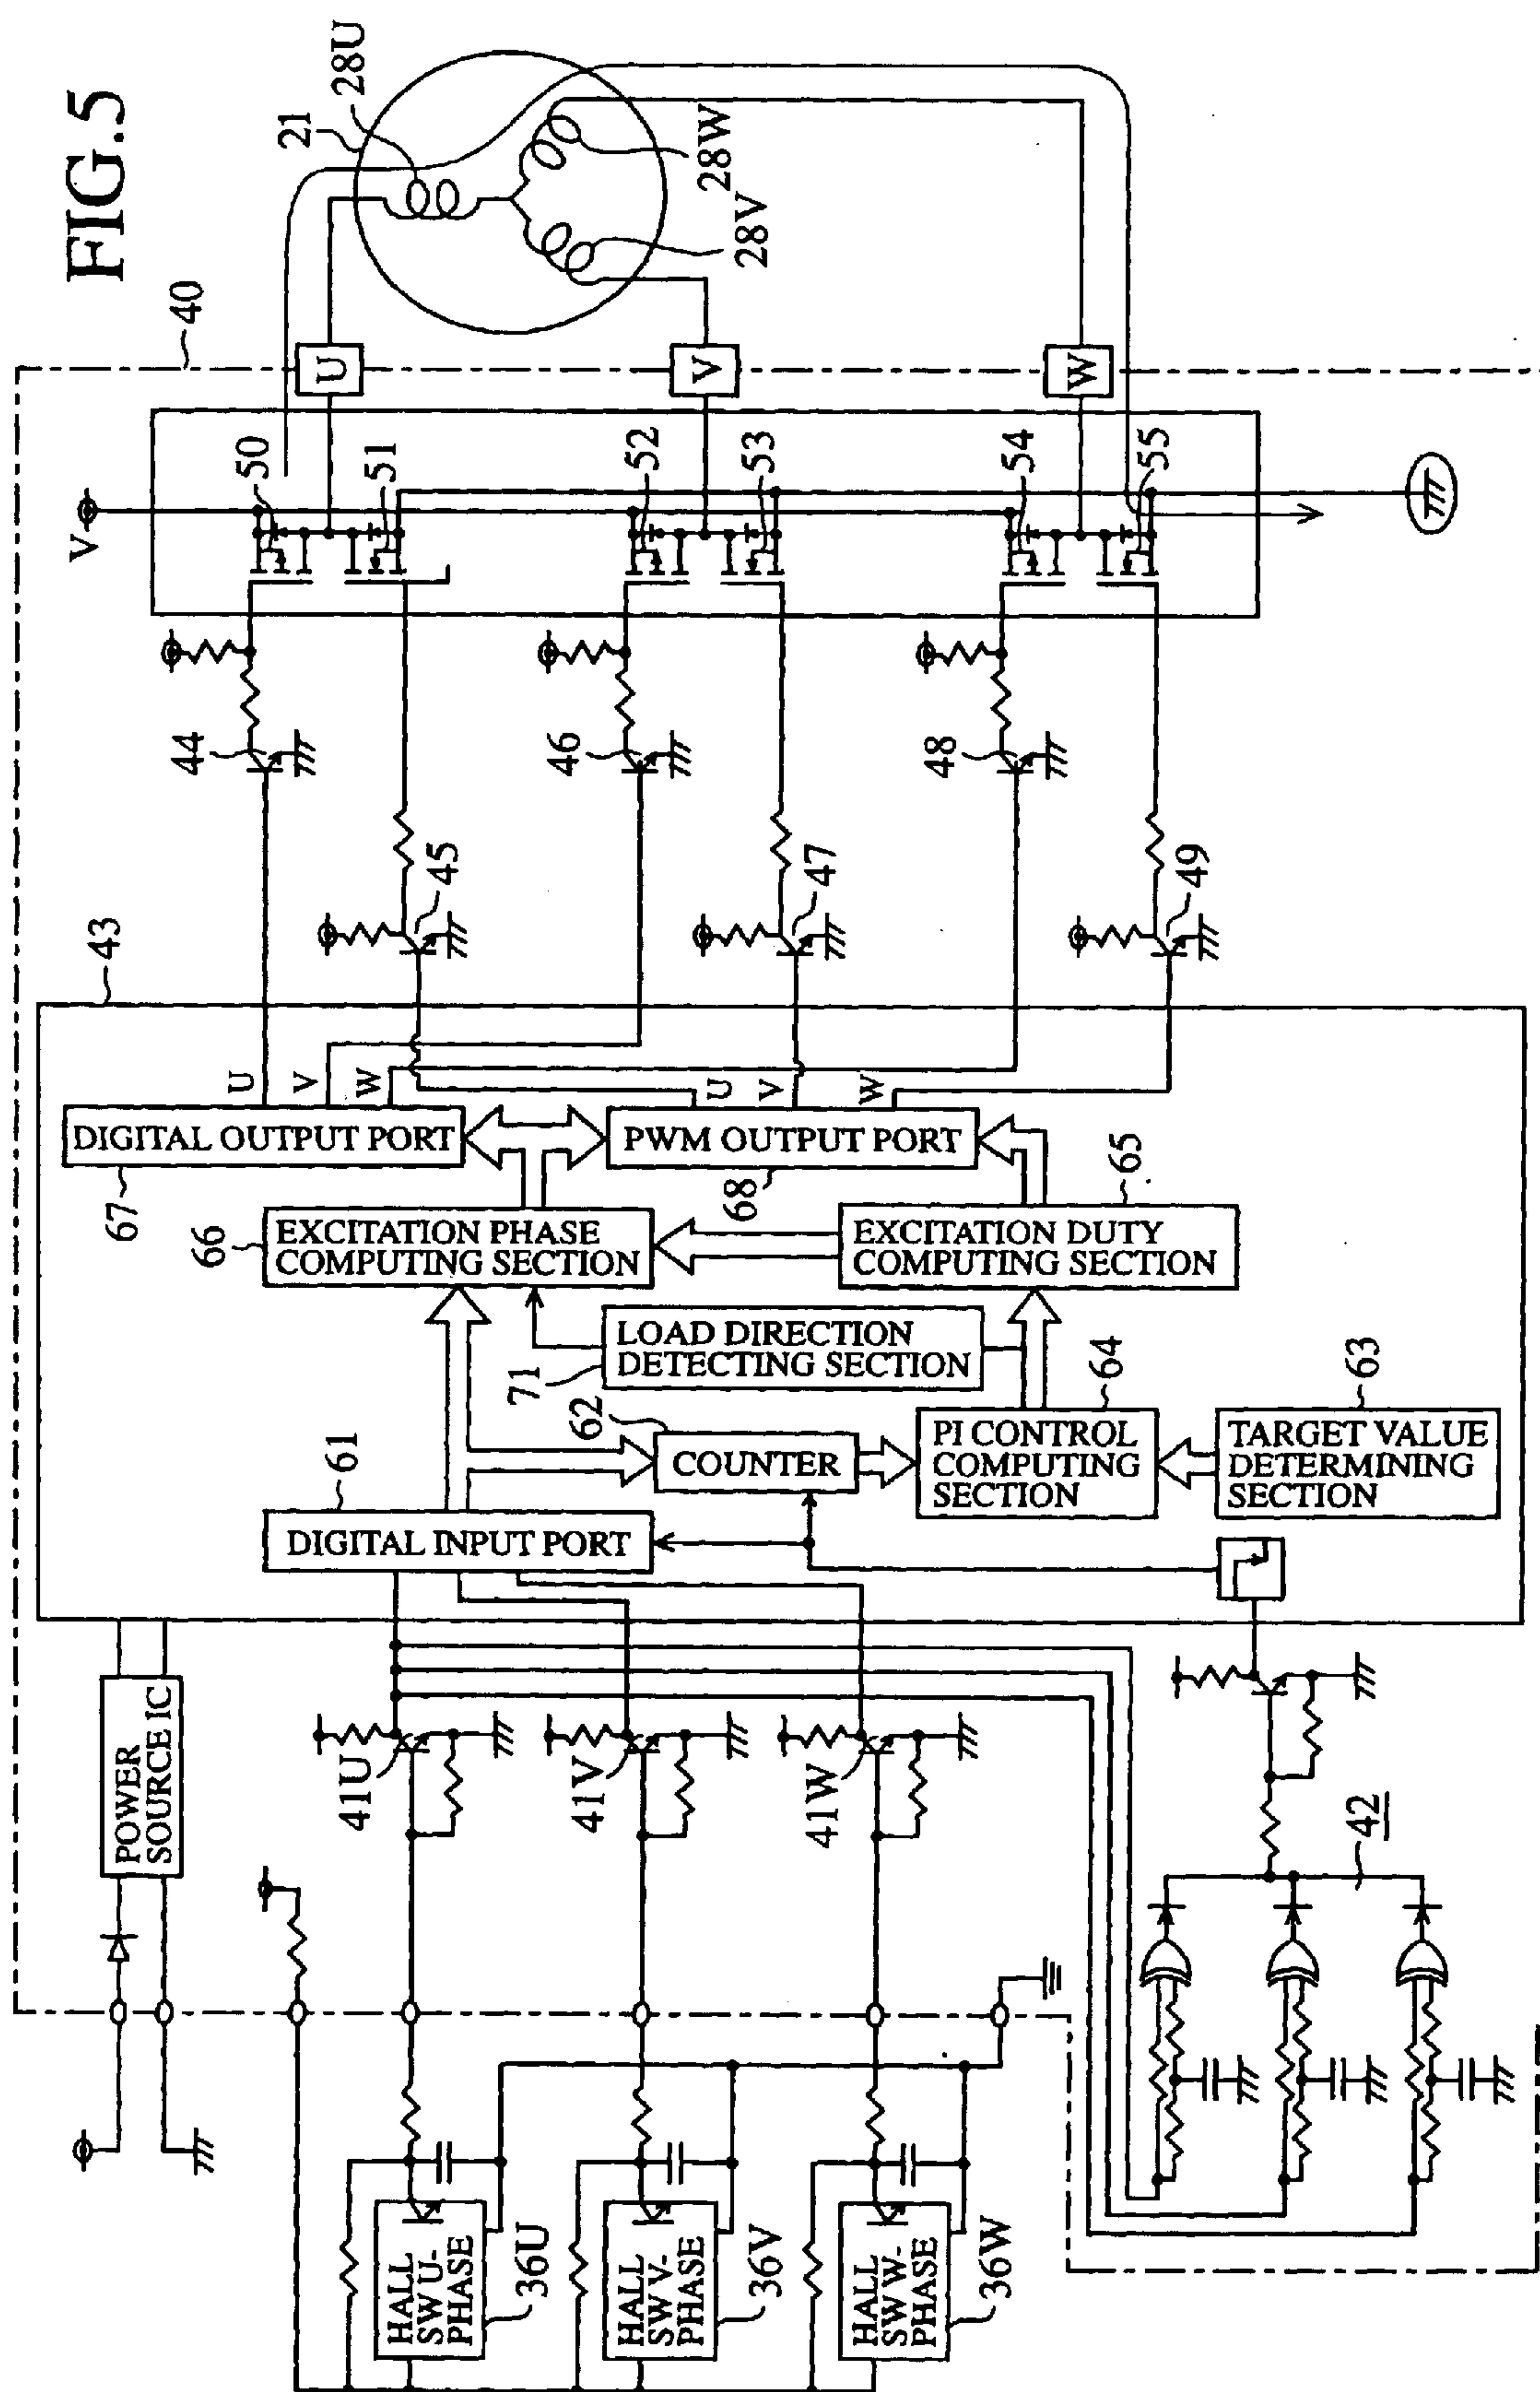 FIG.5
40
21
28U
28W
28V
U
V
W
V
50
51
52
53
54
55
44
46
48
45
47
49
43
U
V
W
U
V
W
DIGITAL OUTPUT PORT
67
PWM OUTPUT PORT
68
66
EXCITATION PHASE
COMPUTING SECTION
65
EXCITATION DUTY
COMPUTING SECTION
LOAD DIRECTION
DETECTING SECTION
71
62
COUNTER
64
PI CONTROL
COMPUTING
SECTION
63
TARGET VALUE
DETERMINING
SECTION
61
DIGITAL INPUT PORT
POWER
SOURCE IC
41U
41V
41W
42
HALL
SW U-
PHASE
36U
HALL
SW V-
PHASE
36V
HALL
SW W-
PHASE
36W